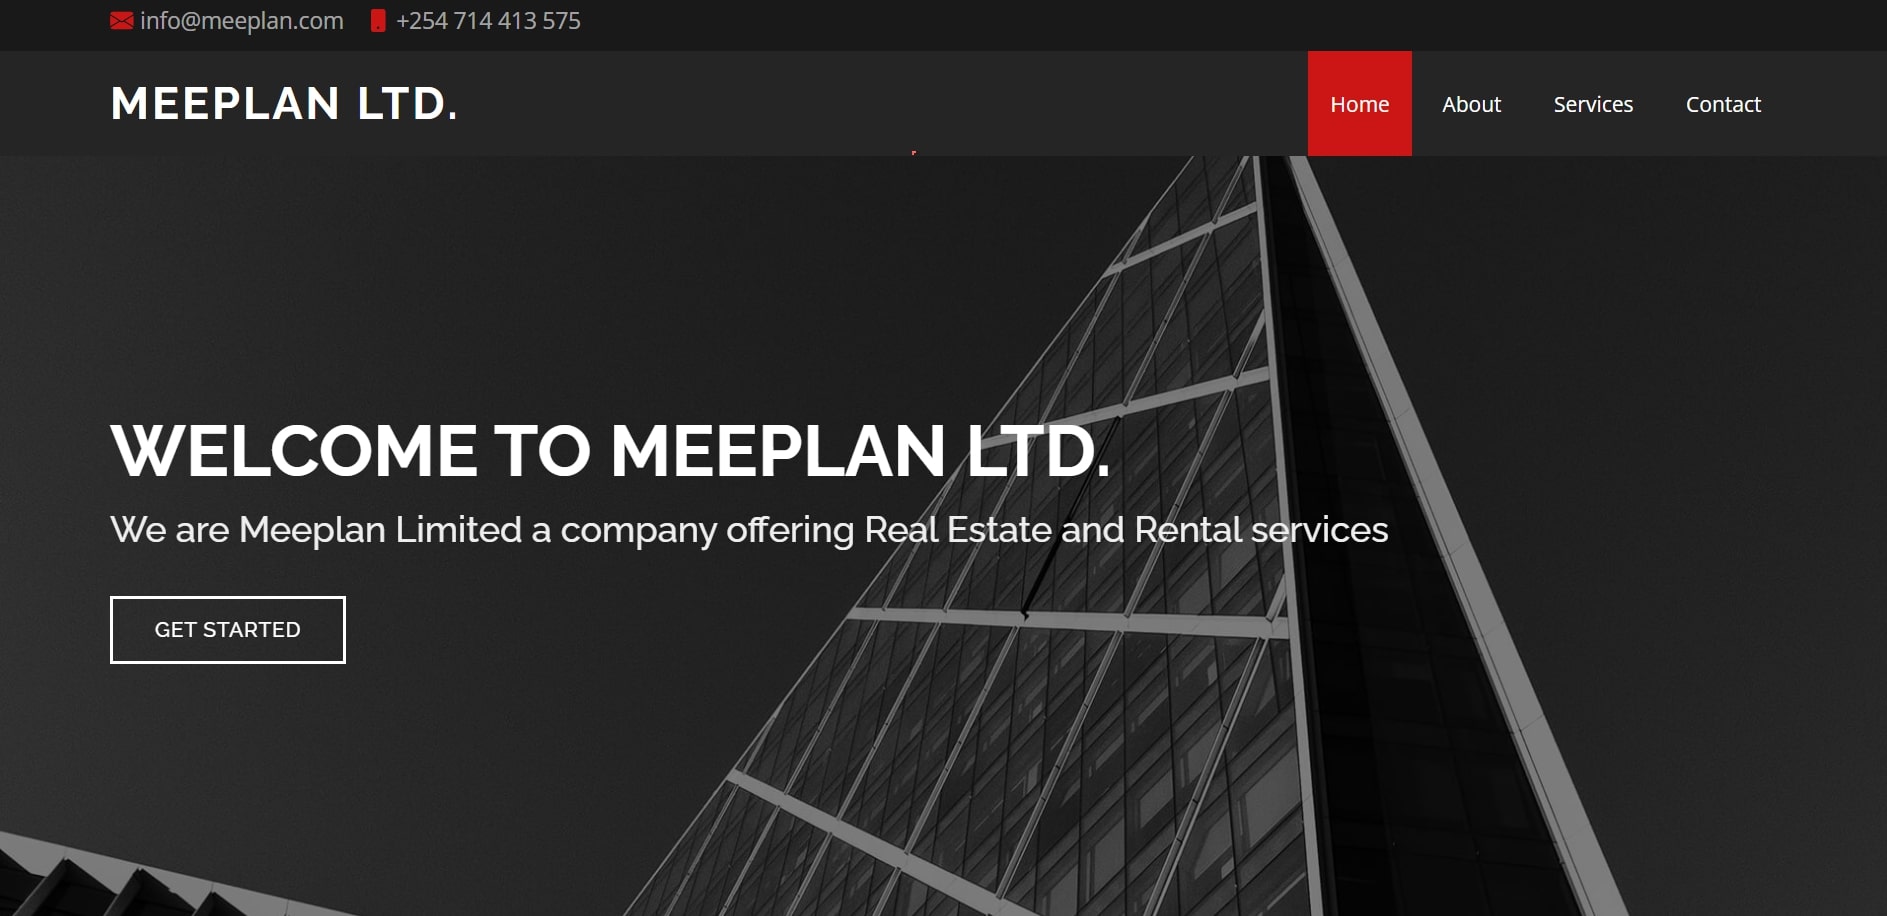 info@meeplan.com +254 714 413 575
MEEPLAN LTD. Home About Services Contact
WELCOME TO MEEPLAN LTD.
We are Meeplan Limited a company offering Real Estate and Rental services
GET STARTED